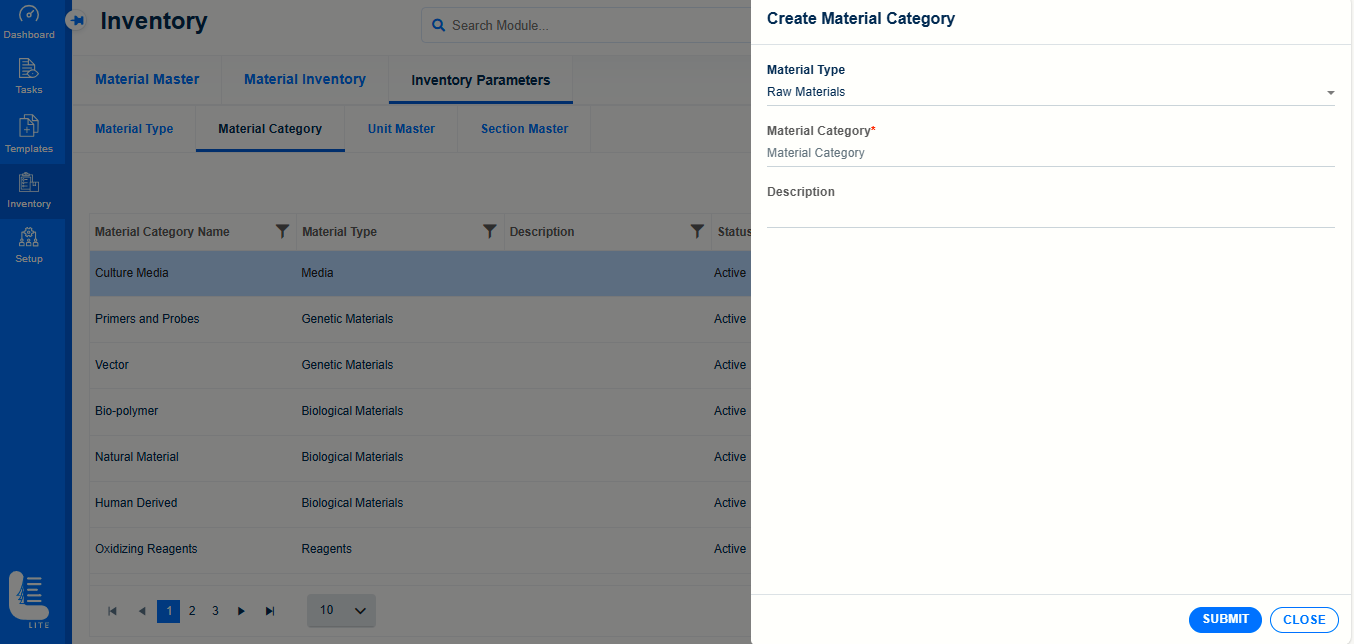 Dashboard
Tasks
Templates
Inventory
Setup
LITE
Inventory
Search Module...
Material Master
Material Inventory
Inventory Parameters
Material Type
Material Category
Unit Master
Section Master
Material Category Name
Material Type
Description
Status
Culture Media
Media
Active
Primers and Probes
Genetic Materials
Active
Vector
Genetic Materials
Active
Bio-polymer
Biological Materials
Active
Natural Material
Biological Materials
Active
Human Derived
Biological Materials
Active
Oxidizing Reagents
Reagents
Active
1 2 3
10
Create Material Category
Material Type
Raw Materials
Material Category*
Material Category
Description
SUBMIT
CLOSE